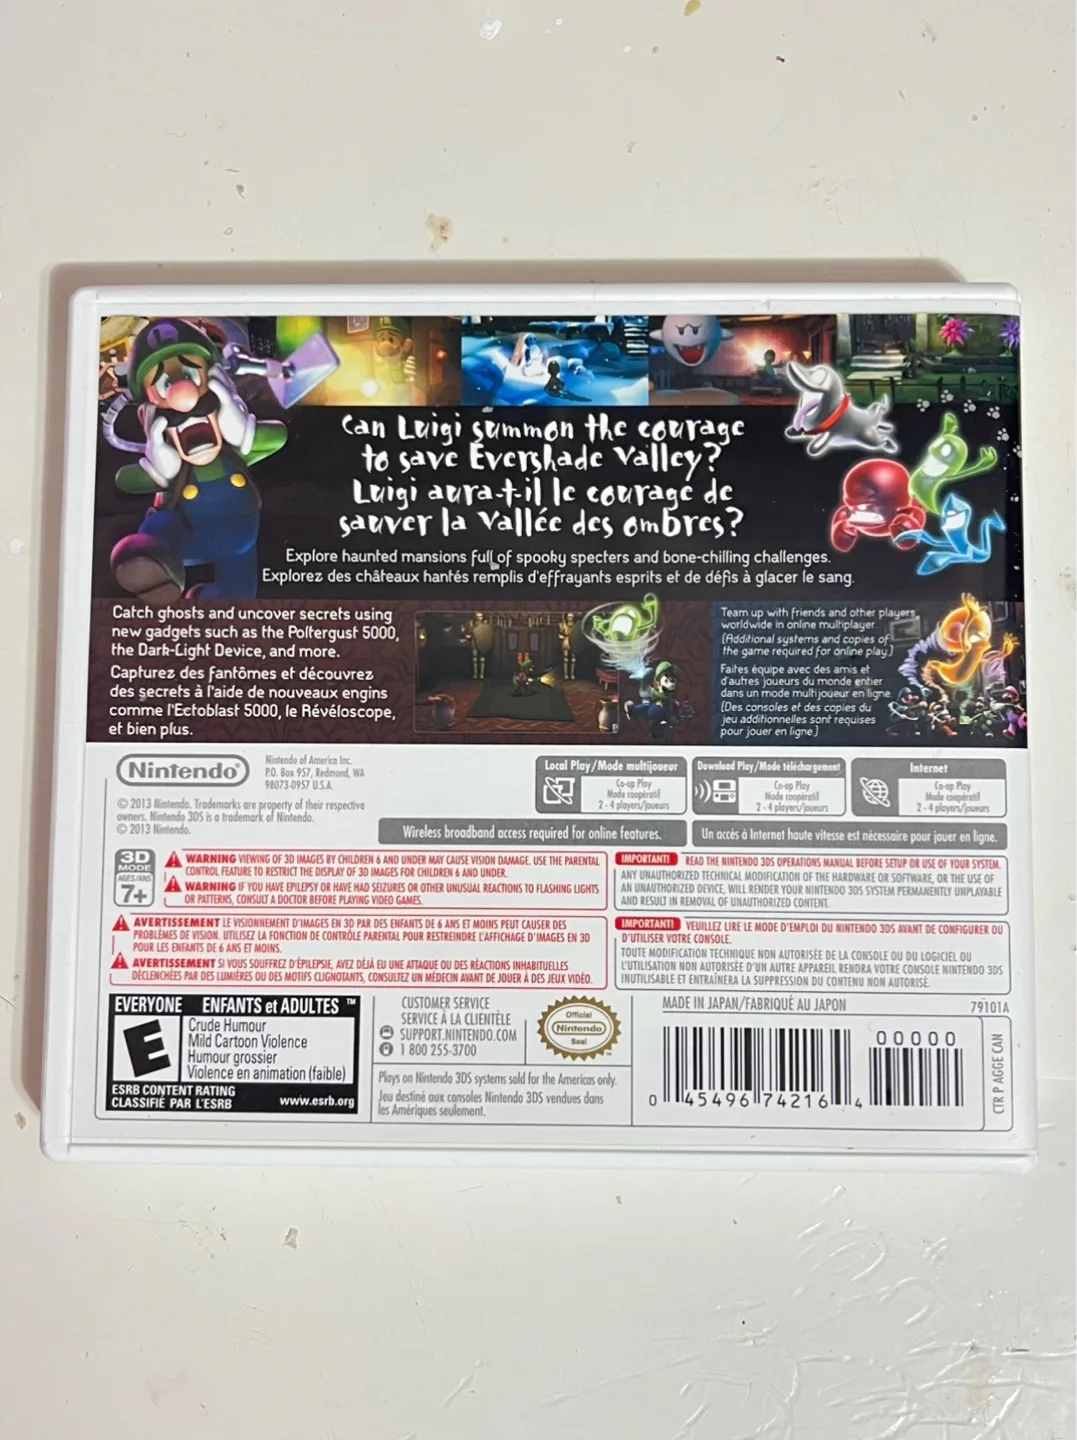 Can Luigi summon the courage
to save Evershade Valley?
Luigi aura-t-il le courage de
sauver la Vallée des ombres?
Explore haunted mansions full of spooky specters and bone-chilling challenges.
Explorez des châteaux hantés remplis d'effrayants esprits et de défis à glacer le sang.
Catch ghosts and uncover secrets using
new gadgets such as the Poltergust 5000,
the Dark-Light Device, and more.
Capturez des fantômes et découvrez
des secrets à l'aide de nouveaux engins
comme l'Ectoblast 5000, le Révéloscope,
et bien plus.
Team up with friends and other players
worldwide in online multiplayer.
(Additional systems and copies of
the game required for online play.)
Faites équipe avec des amis et
d'autres joueurs du monde entier
dans un mode multijoueur en ligne.
(Des consoles et des copies du
jeu additionnelles sont requises
pour jouer en ligne.)
Nintendo®
Nintendo of America Inc.
P.O. Box 957, Redmond, WA
98073-0957 U.S.A.
© 2013 Nintendo. Trademarks are property of their respective
owners. Nintendo 3DS is a trademark of Nintendo.
© 2013 Nintendo.
Local Play/Mode multijoueur
Co-op Play
Mode coopératif
2 - 4 players/joueurs
Download Play/Mode téléchargement
Co-op Play
Mode coopératif
2 - 4 players/joueurs
Internet
Co-op Play
Mode coopératif
2 - 4 players/joueurs
Wireless broadband access required for online features.
Un accès à Internet haute vitesse est nécessaire pour jouer en ligne.
3D
MODE
AGES/ANS
7+
WARNING VIEWING OF 3D IMAGES BY CHILDREN 6 AND UNDER MAY CAUSE VISION DAMAGE. USE THE PARENTAL
CONTROL FEATURE TO RESTRICT THE DISPLAY OF 3D IMAGES FOR CHILDREN 6 AND UNDER.
WARNING IF YOU HAVE EPILEPSY OR HAVE HAD SEIZURES OR OTHER UNUSUAL REACTIONS TO FLASHING LIGHTS
OR PATTERNS, CONSULT A DOCTOR BEFORE PLAYING VIDEO GAMES.
AVERTISSEMENT LE VISIONNEMENT D'IMAGES EN 3D PAR DES ENFANTS DE 6 ANS ET MOINS PEUT CAUSER DES
PROBLÈMES DE VISION. UTILISEZ LA FONCTION DE CONTRÔLE PARENTAL POUR RESTREINDRE L'AFFICHAGE D'IMAGES EN 3D
POUR LES ENFANTS DE 6 ANS ET MOINS.
AVERTISSEMENT SI VOUS SOUFFREZ D'ÉPILEPSIE, AVEZ DÉJÀ EU UNE ATTAQUE OU DES RÉACTIONS INHABITUELLES
DÉCLENCHÉES PAR DES LUMIÈRES OU DES MOTIFS CLIGNOTANTS, CONSULTEZ UN MÉDECIN AVANT DE JOUER À DES JEUX VIDÉO.
IMPORTANT! READ THE NINTENDO 3DS OPERATIONS MANUAL BEFORE SETUP OR USE OF YOUR SYSTEM.
ANY UNAUTHORIZED TECHNICAL MODIFICATION OF THE HARDWARE OR SOFTWARE, OR THE USE OF
AN UNAUTHORIZED DEVICE, WILL RENDER YOUR NINTENDO 3DS SYSTEM PERMANENTLY UNPLAYABLE
AND RESULT IN REMOVAL OF UNAUTHORIZED CONTENT.
IMPORTANT! VEUILLEZ LIRE LE MODE D'EMPLOI DU NINTENDO 3DS AVANT DE CONFIGURER OU
D'UTILISER VOTRE CONSOLE.
TOUTE MODIFICATION TECHNIQUE NON AUTORISÉE DE LA CONSOLE OU DU LOGICIEL OU
L'UTILISATION NON AUTORISÉE D'UN AUTRE APPAREIL RENDRA VOTRE CONSOLE NINTENDO 3DS
INUTILISABLE ET ENTRAÎNERA LA SUPPRESSION DU CONTENU NON AUTORISÉ.
EVERYONE ENFANTS et ADULTES ™
E
Crude Humour
Mild Cartoon Violence
Humour grossier
Violence en animation (faible)
ESRB CONTENT RATING
CLASSIFIÉ PAR L'ESRB
www.esrb.org
CUSTOMER SERVICE
SERVICE À LA CLIENTÈLE
SUPPORT.NINTENDO.COM
1 800 255-3700
Official
Nintendo
Seal
Plays on Nintendo 3DS systems sold for the Americas only.
Jeu destiné aux consoles Nintendo 3DS vendues dans
les Amériques seulement.
MADE IN JAPAN/FABRIQUÉ AU JAPON
79101A
00000
0 45496 74216 4
CTR P AGGE CAN